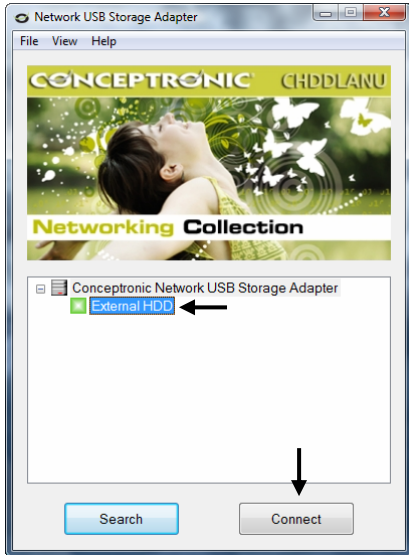 Network USB Storage Adapter
File View Help
CONCEPTRONIC CHDDLANU
Networking Collection
Conceptronic Network USB Storage Adapter
External HDD
Search Connect